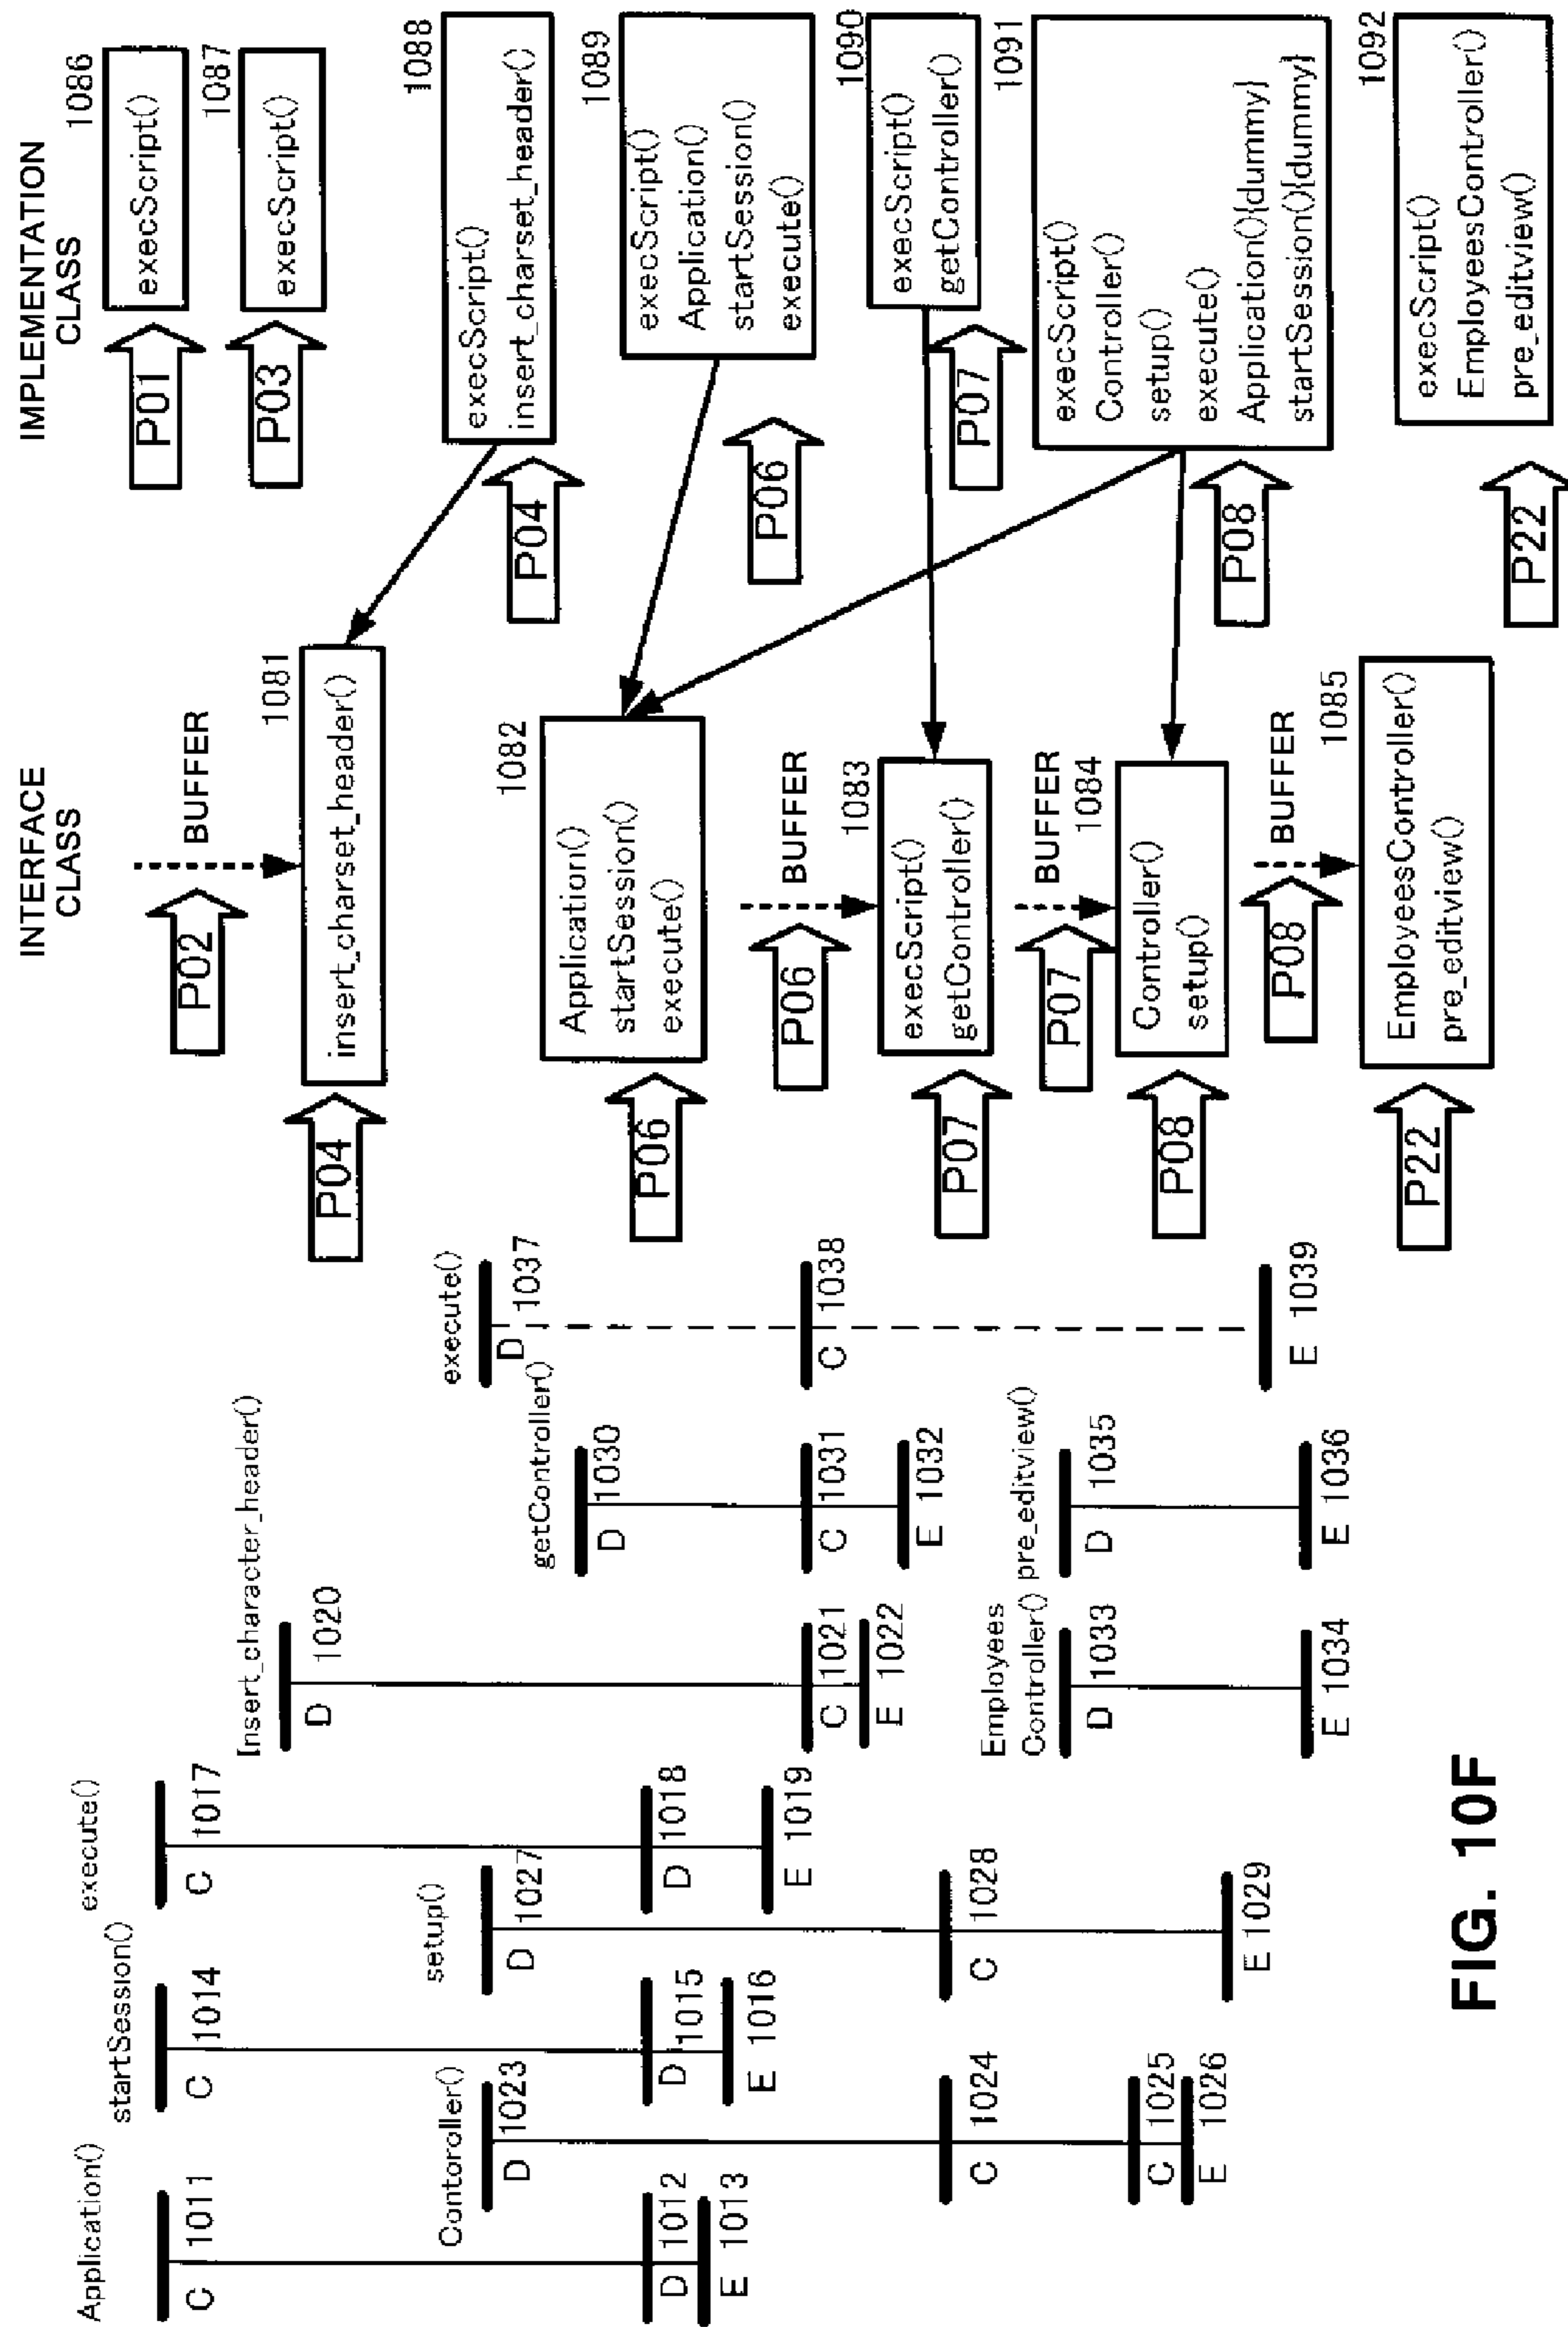 Application()
C 1011
D 1012
E 1013
startSession()
C 1014
D 1015
E 1016
execute()
C 1017
D 1018
E 1019
Contoroller()
D 1023
C 1024
C 1025
E 1026
setup()
D 1027
C 1028
E 1029
Insert_character_header()
D 1020
C 1021
E 1022
getController()
D 1030
C 1031
E 1032
execute()
D 1037
C 1038
E 1039
Employees
Controller()
D 1033
E 1034
pre_editview()
D 1035
E 1036
INTERFACE
CLASS
P02
BUFFER
P04
1081
insert_charset_header()
P06
1082
Application()
startSession()
execute()
P06
BUFFER
P07
1083
execScript()
getController()
P07
BUFFER
P08
1084
Controller()
setup()
P08
BUFFER
P22
1085
EmployeesController()
pre_editview()
IMPLEMENTATION
CLASS
P01
1086
execScript()
P03
1087
execScript()
P04
1088
execScript()
insert_charset_header()
P06
1089
execScript()
Application()
startSession()
execute()
P07
1090
execScript()
getController()
P08
1091
execScript()
Controller()
setup()
execute()
Application(){dummy}
startSession(){dummy}
P22
1092
execScript()
EmployeesController()
pre_editview()
FIG. 10F